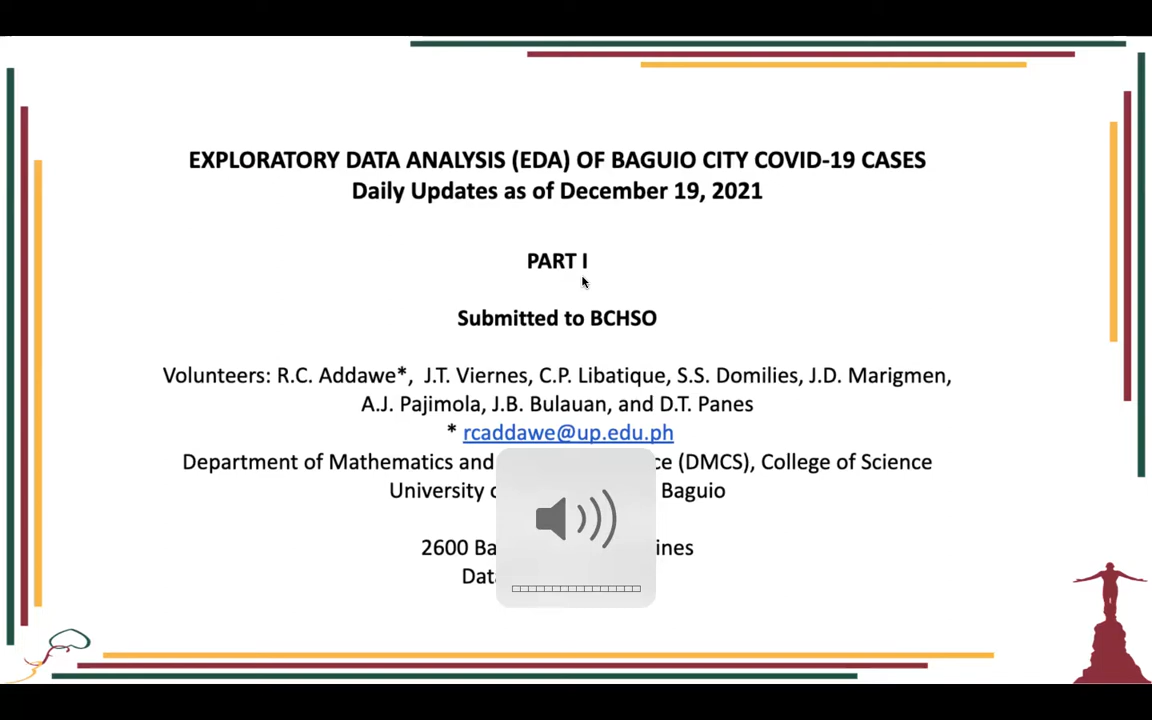 EXPLORATORY DATA ANALYSIS (EDA) OF BAGUIO CITY COVID-19 CASES
Daily Updates as of December 19, 2021
PART I
Submitted to BCHSO
Volunteers: R.C. Addawe*, J.T. Viernes, C.P. Libatique, S.S. Domilies, J.D. Marigmen,
A.J. Pajimola, J.B. Bulauan, and D.T. Panes
* rcaddawe@up.edu.ph
Department of Mathematics and (DMCS), College of Science
University Baguio
2600